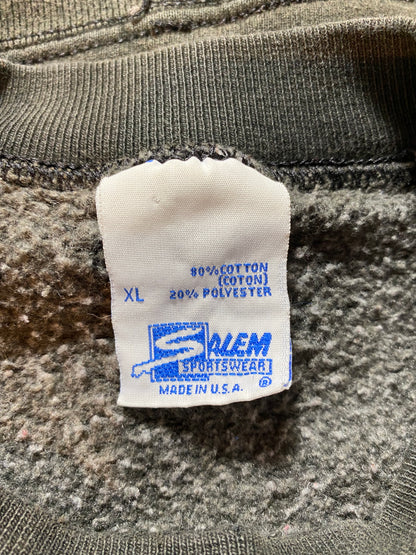 80% COTTON
(COTON)
XL 20% POLYESTER
SALEM
SPORTSWEAR
MADE IN U.S.A. ®